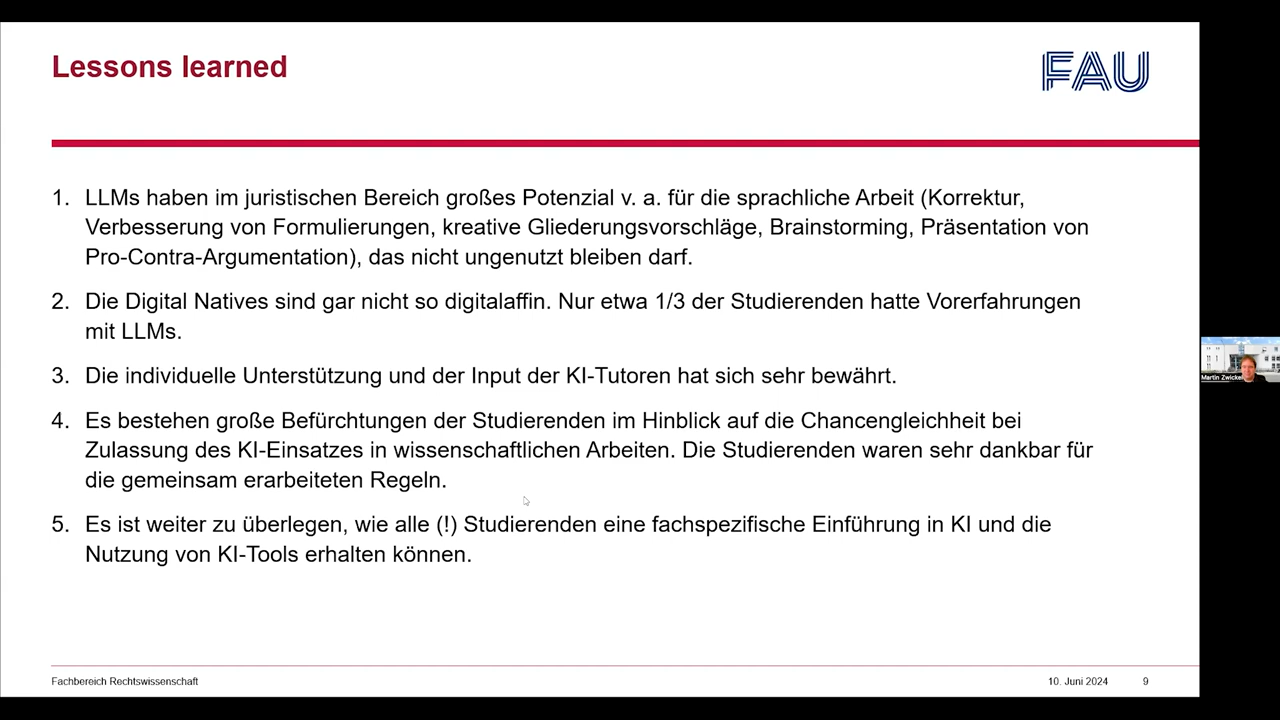 Lessons learned
FAU
1. LLMs haben im juristischen Bereich großes Potenzial v. a. für die sprachliche Arbeit (Korrektur,
Verbesserung von Formulierungen, kreative Gliederungsvorschläge, Brainstorming, Präsentation von
Pro-Contra-Argumentation), das nicht ungenutzt bleiben darf.
2. Die Digital Natives sind gar nicht so digitalaffin. Nur etwa 1/3 der Studierenden hatte Vorerfahrungen
mit LLMs.
3. Die individuelle Unterstützung und der Input der KI-Tutoren hat sich sehr bewährt.
4. Es bestehen große Befürchtungen der Studierenden im Hinblick auf die Chancengleichheit bei
Zulassung des KI-Einsatzes in wissenschaftlichen Arbeiten. Die Studierenden waren sehr dankbar für
die gemeinsam erarbeiteten Regeln.
5. Es ist weiter zu überlegen, wie alle (!) Studierenden eine fachspezifische Einführung in KI und die
Nutzung von KI-Tools erhalten können.
Martin Zwickel
Fachbereich Rechtswissenschaft
10. Juni 2024
9